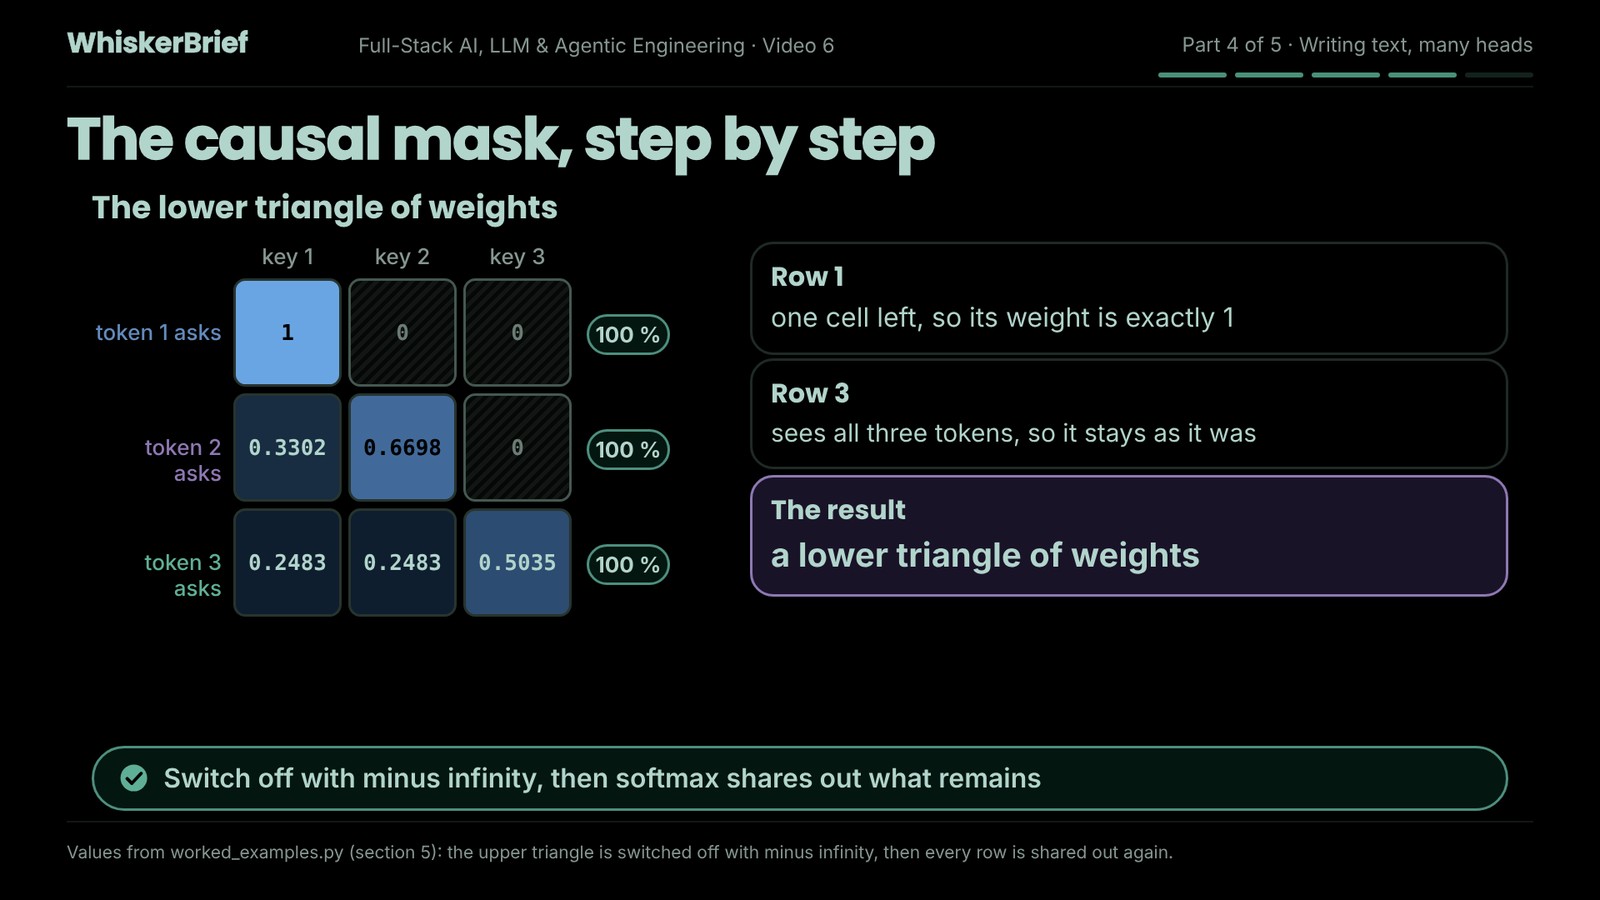 WhiskerBrief
Full-Stack AI, LLM & Agentic Engineering · Video 6
Part 4 of 5 · Writing text, many heads
The causal mask, step by step
The lower triangle of weights
key 1 key 2 key 3
token 1 asks 1 0 0 100 %
token 2 asks 0.3302 0.6698 0 100 %
token 3 asks 0.2483 0.2483 0.5035 100 %
Row 1
one cell left, so its weight is exactly 1
Row 3
sees all three tokens, so it stays as it was
The result
a lower triangle of weights
Switch off with minus infinity, then softmax shares out what remains
Values from worked_examples.py (section 5): the upper triangle is switched off with minus infinity, then every row is shared out again.